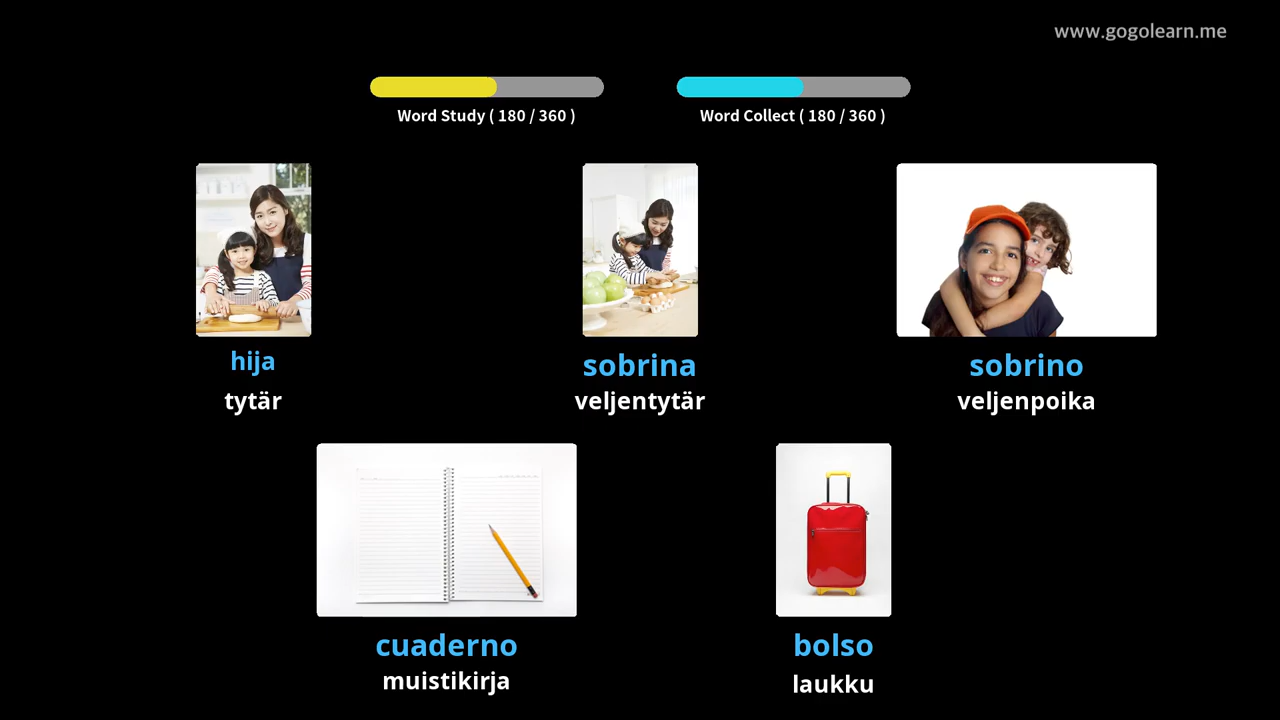 www.gogolearn.me
Word Study ( 180 / 360 )
Word Collect ( 180 / 360 )
hija
tytär
sobrina
veljentytär
sobrino
veljenpoika
cuaderno
muistikirja
bolso
laukku